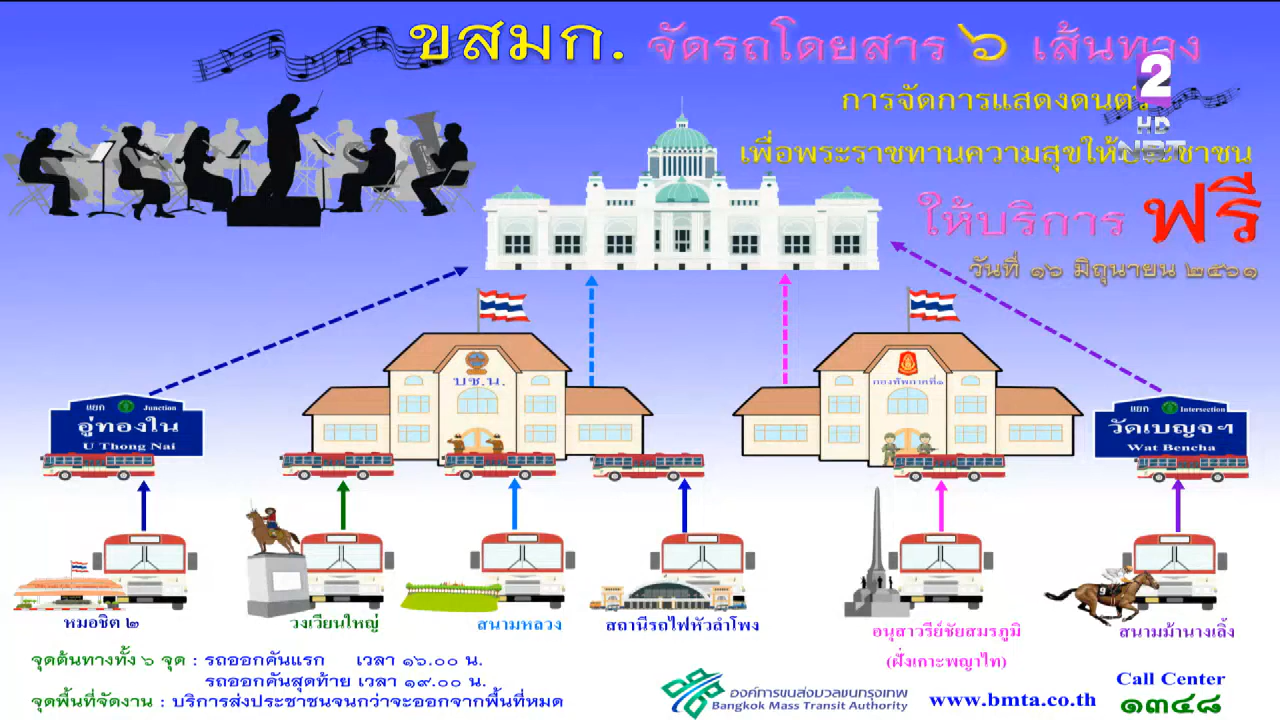 ขสมก. จัดรถโดยสาร ๖ เส้นทาง
การจัดการแสดงดนตรี
เพื่อพระราชทานความสุขให้ประชาชน
ให้บริการ ฟรี
วันที่ ๑๖ มิถุนายน ๒๕๖๑
2
HD
NBT
บช.น.
กองทัพภาคที่๑
แยก Junction
อู่ทองใน
U Thong Nai
แยก Intersection
วัดเบญจฯ
Wat Bencha
9
หมอชิต ๒
วงเวียนใหญ่
สนามหลวง
สถานีรถไฟหัวลำโพง
อนุสาวรีย์ชัยสมรภูมิ
(ฝั่งเกาะพญาไท)
สนามม้านางเลิ้ง
จุดต้นทางทั้ง ๖ จุด : รถออกคันแรก เวลา ๑๖.๐๐ น.
รถออกคันสุดท้าย เวลา ๑๙.๐๐ น.
จุดพื้นที่จัดงาน : บริการส่งประชาชนจนกว่าจะออกจากพื้นที่หมด
องค์การขนส่งมวลชนกรุงเทพ
Bangkok Mass Transit Authority
www.bmta.co.th
Call Center
๑๓๔๘